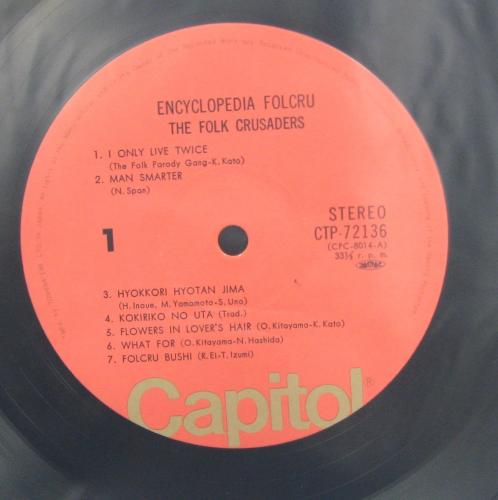 ENCYCLOPEDIA FOLCRU
THE FOLK CRUSADERS
1. I ONLY LIVE TWICE
(The Folk Parody Gang-K. Kato)
2. MAN SMARTER
(N. Span)
1
STEREO
CTP-72136
(CPC-8014-A)
33⅓ r. p. m.
3. HYOKKORI HYOTAN JIMA
(H. Inoue, M. Yamamoto-S. Uno)
4. KOKIRIKO NO UTA (Trad.)
5. FLOWERS IN LOVER'S HAIR (O. Kitayama-K. Kato)
6. WHAT FOR (O. Kitayama-N. Hashida)
7. FOLCRU BUSHI (R. Ei-T. Izumi)
Capitol®